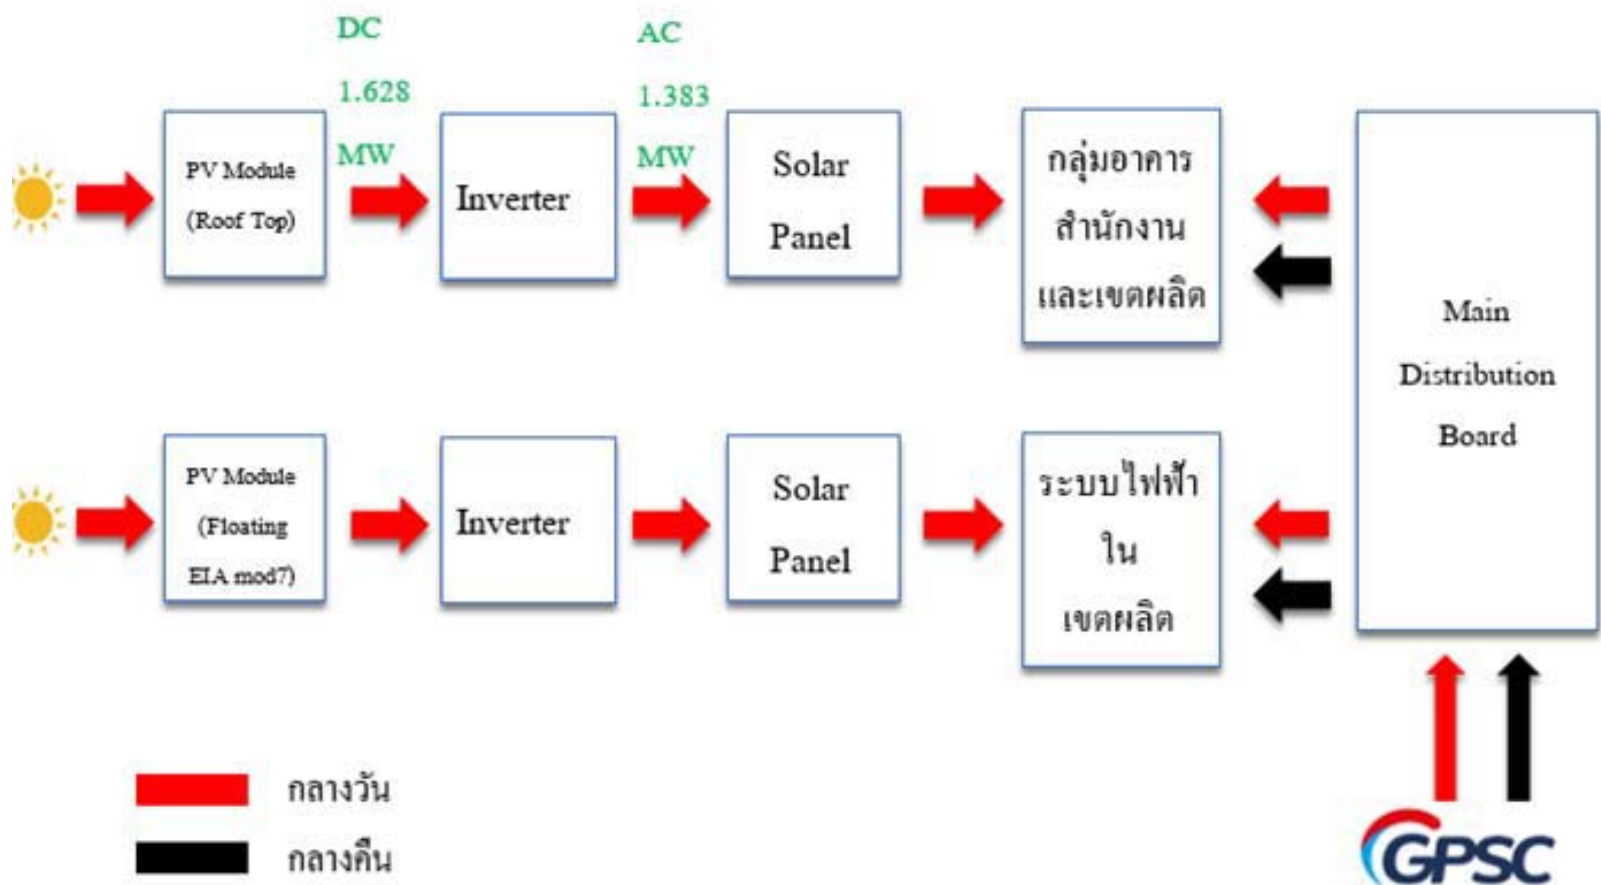 DC
1.628
MW
AC
1.383
MW
PV Module
(Roof Top)
Inverter
Solar
Panel
กลุ่มอาคาร
สำนักงาน
และเขตผลิต
Main
Distribution
Board
PV Module
(Floating
EIA mod7)
Inverter
Solar
Panel
ระบบไฟฟ้า
ใน
เขตผลิต
กลางวัน
กลางคืน
GPSC